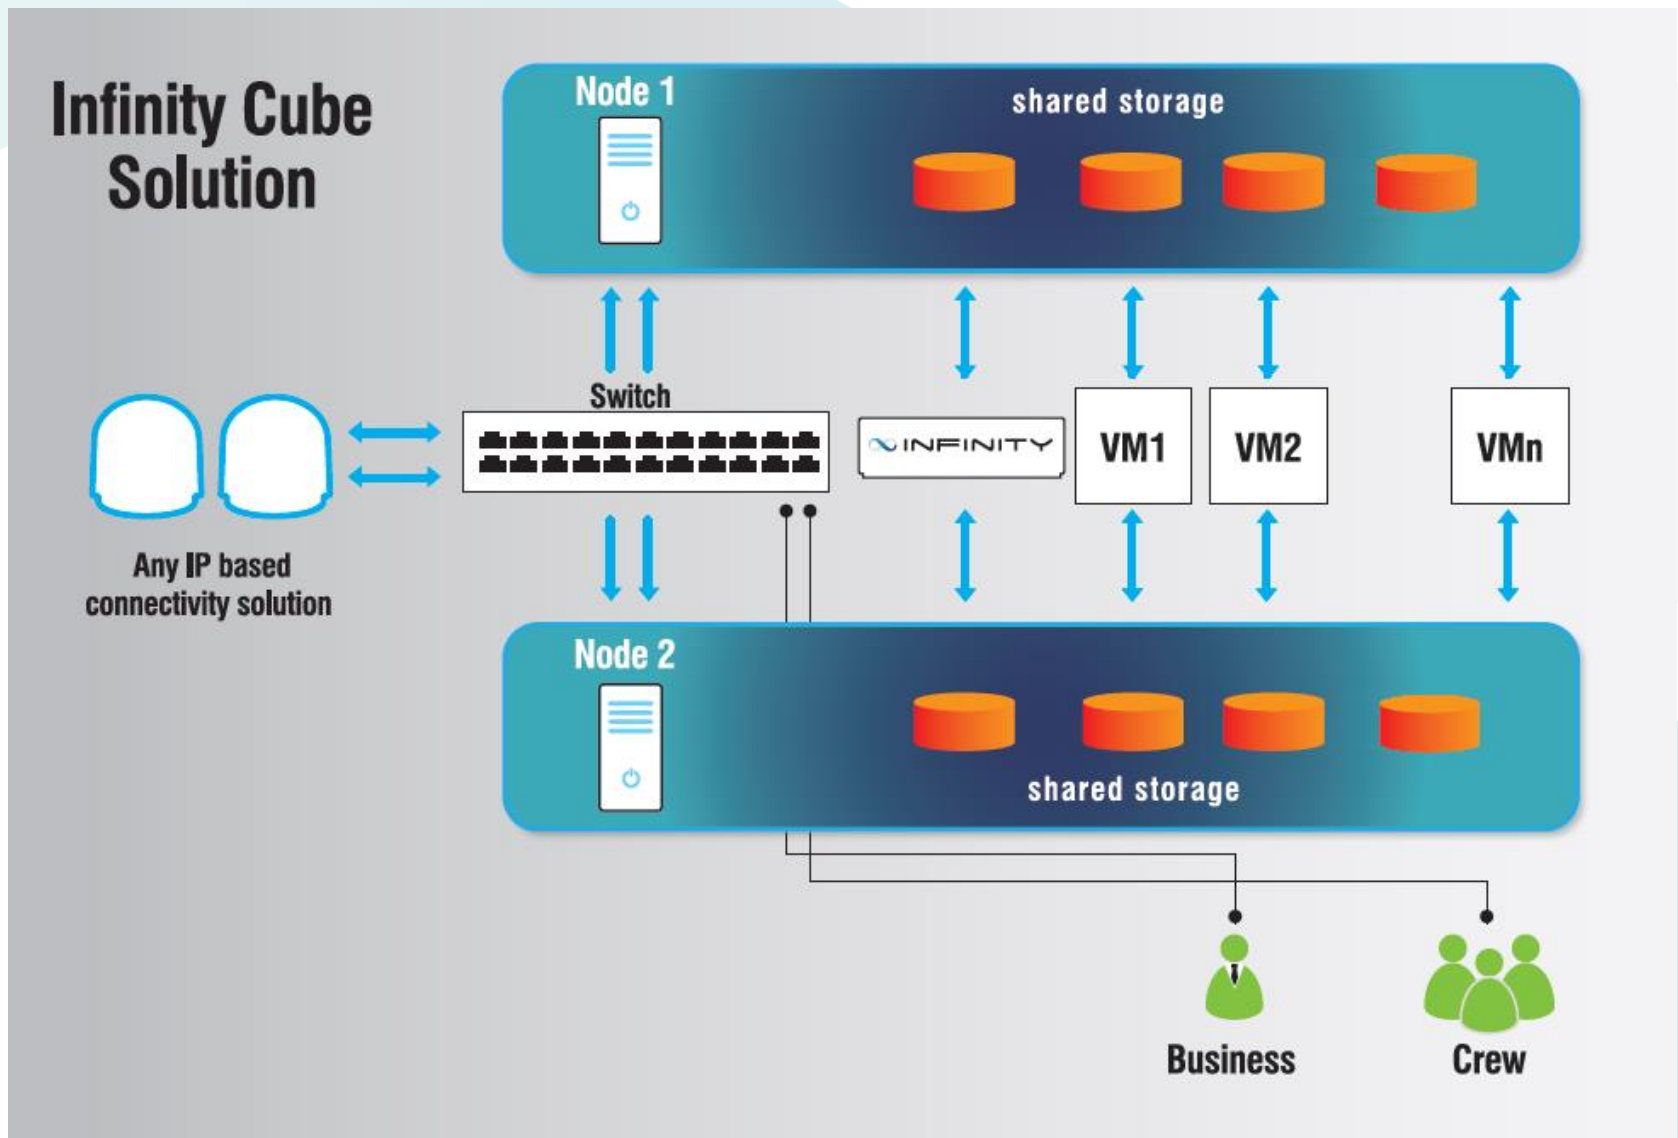 Infinity Cube
Solution
Node 1
shared storage
Switch
INFINITY
VM1
VM2
VMn
Any IP based
connectivity solution
Node 2
shared storage
Business
Crew